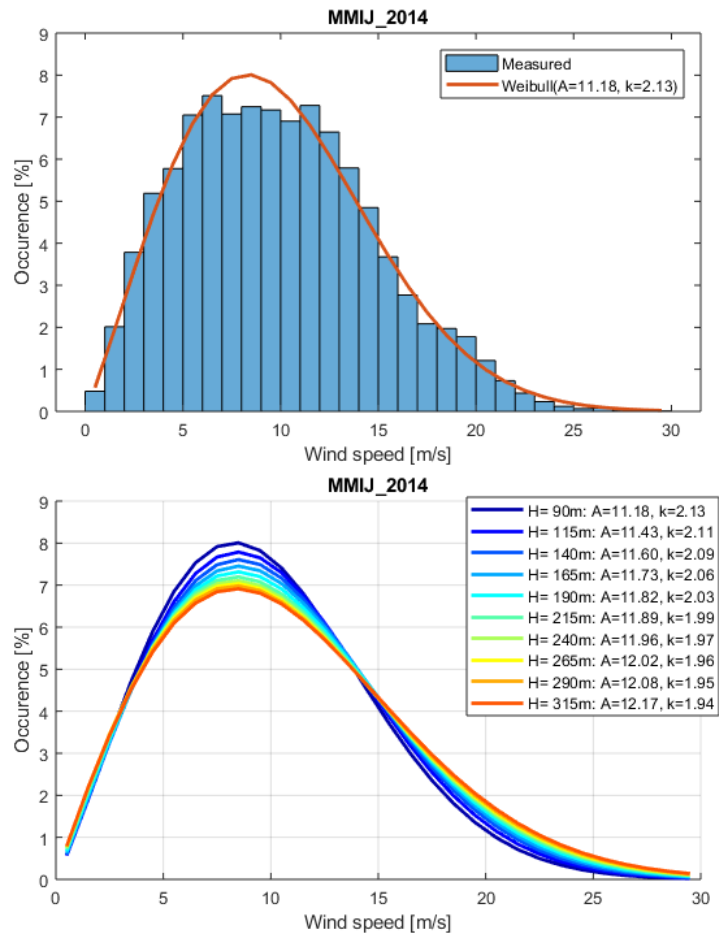 MMIJ_2014
9
8
7
6
5
4
3
2
1
0
Occurence [%]
Measured
Weibull(A=11.18, k=2.13)
0 5 10 15 20 25 30
Wind speed [m/s]
MMIJ_2014
9
8
7
6
5
4
3
2
1
0
Occurence [%]
H= 90m: A=11.18, k=2.13
H= 115m: A=11.43, k=2.11
H= 140m: A=11.60, k=2.09
H= 165m: A=11.73, k=2.06
H= 190m: A=11.82, k=2.03
H= 215m: A=11.89, k=1.99
H= 240m: A=11.96, k=1.97
H= 265m: A=12.02, k=1.96
H= 290m: A=12.08, k=1.95
H= 315m: A=12.17, k=1.94
0 5 10 15 20 25 30
Wind speed [m/s]